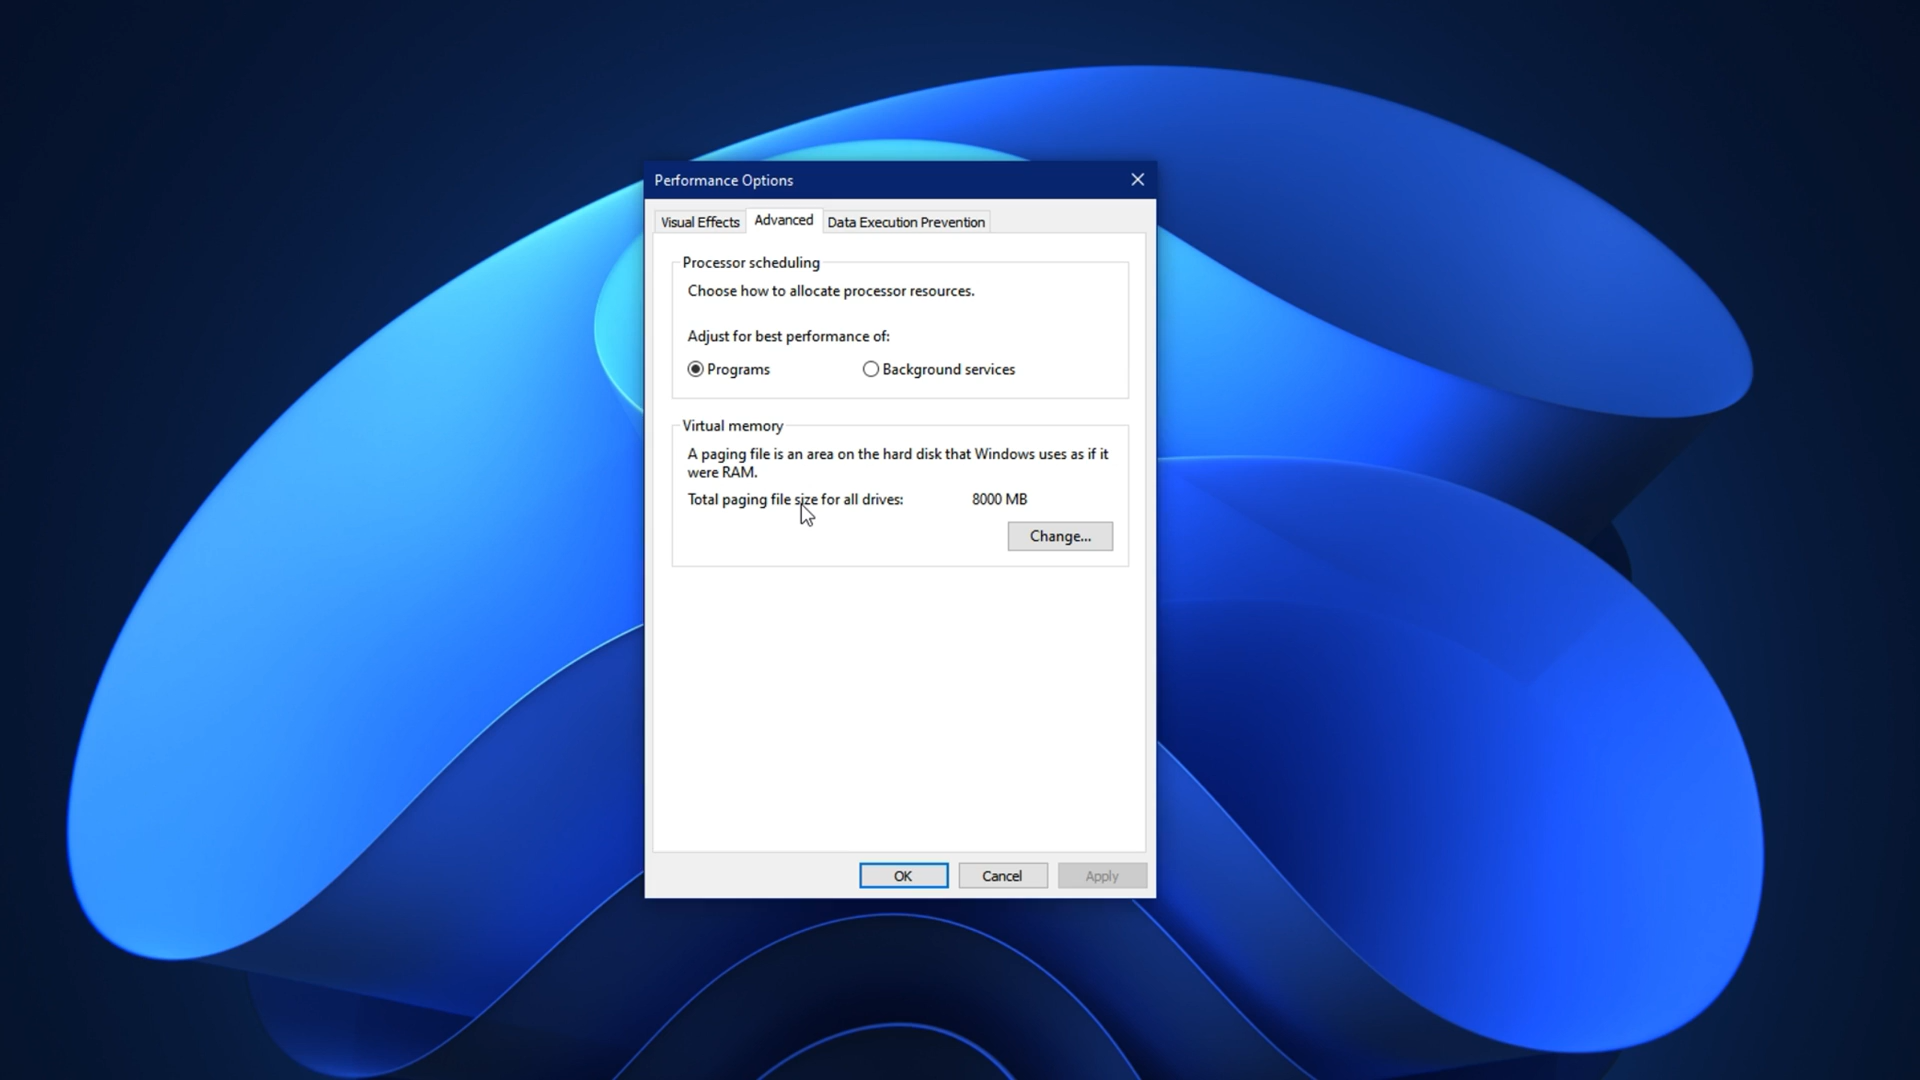 Performance Options
Visual Effects
Advanced
Data Execution Prevention
Processor scheduling
Choose how to allocate processor resources.
Adjust for best performance of:
Programs
Background services
Virtual memory
A paging file is an area on the hard disk that Windows uses as if it
were RAM.
Total paging file size for all drives: 8000 MB
Change...
OK
Cancel
Apply